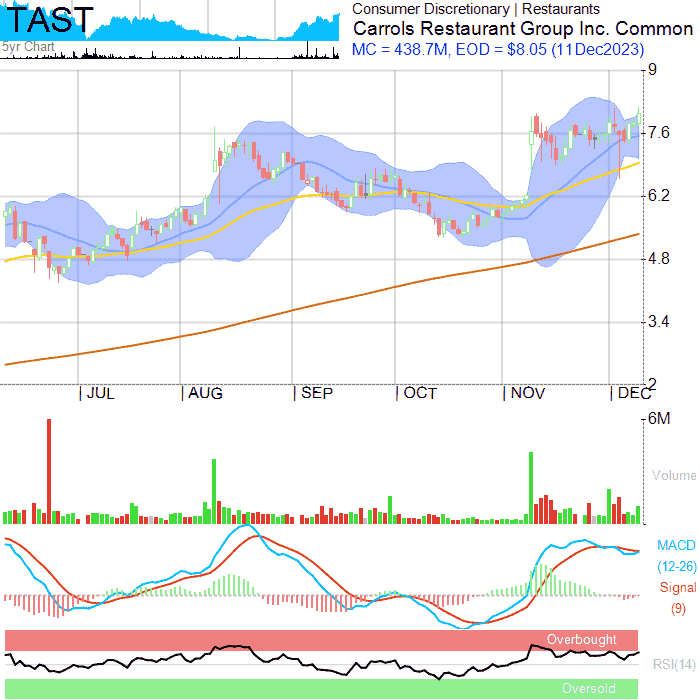 TAST
5yr Chart
Consumer Discretionary | Restaurants
Carrols Restaurant Group Inc. Common
MC = 438.7M, EOD = $8.05 (11Dec2023)
9
7.6
6.2
4.8
3.4
2
JUL AUG SEP OCT NOV DEC
6M
Volume
MACD
(12-26)
Signal
(9)
Overbought
RSI(14)
Oversold